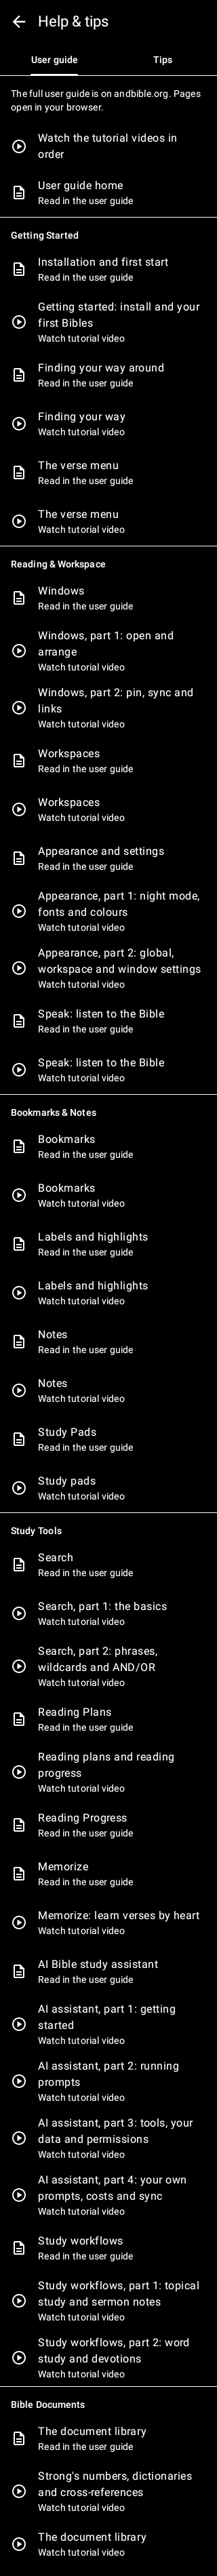 Help & tips
User guide
Tips
The full user guide is on andbible.org. Pages
open in your browser.
Watch the tutorial videos in
order
User guide home
Read in the user guide
Getting Started
Installation and first start
Read in the user guide
Getting started: install and your
first Bibles
Watch tutorial video
Finding your way around
Read in the user guide
Finding your way
Watch tutorial video
The verse menu
Read in the user guide
The verse menu
Watch tutorial video
Reading & Workspace
Windows
Read in the user guide
Windows, part 1: open and
arrange
Watch tutorial video
Windows, part 2: pin, sync and
links
Watch tutorial video
Workspaces
Read in the user guide
Workspaces
Watch tutorial video
Appearance and settings
Read in the user guide
Appearance, part 1: night mode,
fonts and colours
Watch tutorial video
Appearance, part 2: global,
workspace and window settings
Watch tutorial video
Speak: listen to the Bible
Read in the user guide
Speak: listen to the Bible
Watch tutorial video
Bookmarks & Notes
Bookmarks
Read in the user guide
Bookmarks
Watch tutorial video
Labels and highlights
Read in the user guide
Labels and highlights
Watch tutorial video
Notes
Read in the user guide
Notes
Watch tutorial video
Study Pads
Read in the user guide
Study pads
Watch tutorial video
Study Tools
Search
Read in the user guide
Search, part 1: the basics
Watch tutorial video
Search, part 2: phrases,
wildcards and AND/OR
Watch tutorial video
Reading Plans
Read in the user guide
Reading plans and reading
progress
Watch tutorial video
Reading Progress
Read in the user guide
Memorize
Read in the user guide
Memorize: learn verses by heart
Watch tutorial video
AI Bible study assistant
Read in the user guide
AI assistant, part 1: getting
started
Watch tutorial video
AI assistant, part 2: running
prompts
Watch tutorial video
AI assistant, part 3: tools, your
data and permissions
Watch tutorial video
AI assistant, part 4: your own
prompts, costs and sync
Watch tutorial video
Study workflows
Read in the user guide
Study workflows, part 1: topical
study and sermon notes
Watch tutorial video
Study workflows, part 2: word
study and devotions
Watch tutorial video
Bible Documents
The document library
Read in the user guide
Strong's numbers, dictionaries
and cross-references
Watch tutorial video
The document library
Watch tutorial video